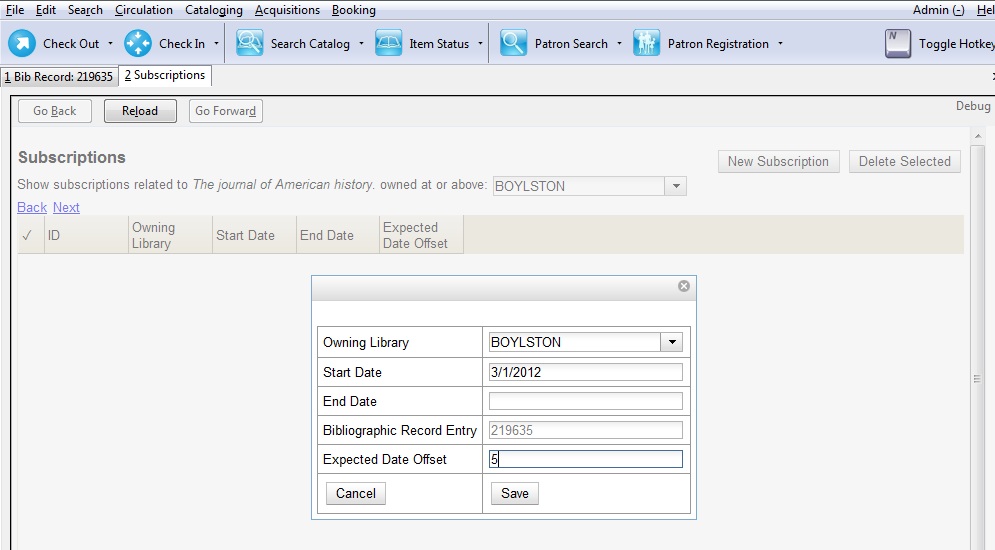 File Edit Search Circulation Cataloging Acquisitions Booking Admin (-) Hel
Check Out Check In Search Catalog Item Status Patron Search Patron Registration N Toggle Hotkey
1 Bib Record: 219635 2 Subscriptions
Go Back Reload Go Forward Debug
Subscriptions New Subscription Delete Selected
Show subscriptions related to The journal of American history. owned at or above: BOYLSTON
Back Next
✓ ID Owning Library Start Date End Date Expected Date Offset
Owning Library BOYLSTON
Start Date 3/1/2012
End Date
Bibliographic Record Entry 219635
Expected Date Offset 5
Cancel Save